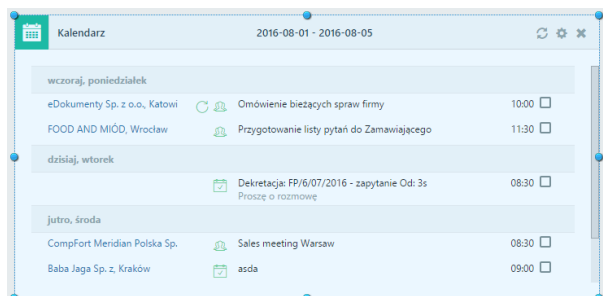 Kalendarz 2016-08-01 - 2016-08-05
wczoraj, poniedziałek
eDokumenty Sp. z o.o., Katowi Omówienie bieżących spraw firmy 10:00
FOOD AND MIÓD, Wrocław Przygotowanie listy pytań do Zamawiającego 11:30
dzisiaj, wtorek
Dekretacja: FP/6/07/2016 - zapytanie Od: 3s 08:30
Proszę o rozmowę
jutro, środa
CompFort Meridian Polska Sp. Sales meeting Warsaw 08:30
Baba Jaga Sp. z, Kraków asda 09:00